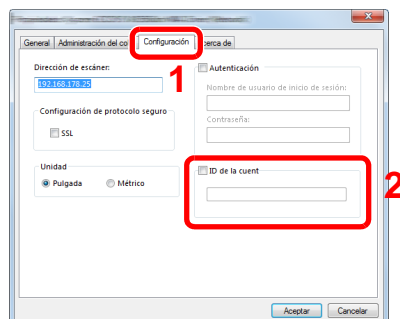 General
Administración del co
Configuración
cerca de
1
Dirección de escáner:
192.168.178.25
Configuración de protocolo seguro
SSL
Unidad
Pulgada
Métrico
Autenticación
Nombre de usuario de inicio de sesión:
Contraseña:
ID de la cuent
2
Aceptar
Cancelar